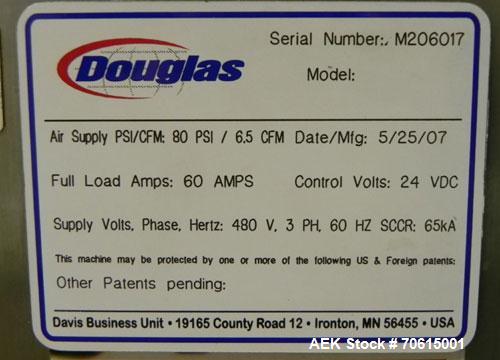 Serial Number: M206017
Douglas
Model:
Air Supply PSI/CFM: 80 PSI / 6.5 CFM Date/Mfg: 5/25/07
Full Load Amps: 60 AMPS Control Volts: 24 VDC
Supply Volts, Phase, Hertz: 480 V, 3 PH, 60 HZ SCCR: 65kA
This machine may be protected by one or more of the following US & Foreign patents:
Other Patents pending:
Davis Business Unit • 19165 County Road 12 • Ironton, MN 56455 • USA
AEK Stock # 70615001